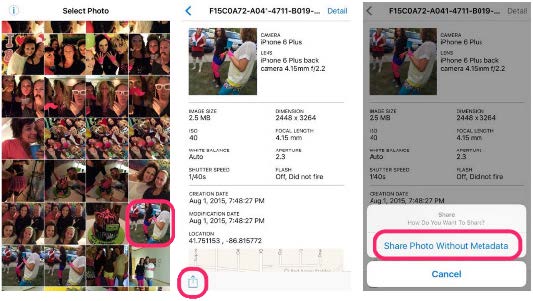 Select Photo
F15C0A72-A04'-4711-B019-...
Detail
CAMERA
iPhone 6 Plus
LENS
iPhone 6 Plus back
camera 4.15mm f/2.2
IMAGE SIZE
DIMENSION
2.5 MB
2448 x 3264
ISO
FOCAL LENGTH
40
4.15 mm
WHITE BALANCE
APERTURE
Auto
2.3
SHUTTER SPEED
FLASH
1/40s
Off, Did not fire
CREATION DATE
Aug 1, 2015, 7:48:27 PM
MODIFICATION DATE
Aug 1, 2015, 7:48:27 PM
LOCATION
41.751153 , -86.815772
F15C0A72-A041-4711-B019-...
Detail
CAMERA
iPhone 6 Plus
LENS
iPhone 6 Plus back
camera 4.15mm f/2.2
IMAGE SIZE
DIMENSION
2.5 MB
2448 x 3264
ISO
FOCAL LENGTH
40
4.15 mm
WHITE BALANCE
APERTURE
Auto
2.3
SHUTTER SPEED
FLASH
1/40s
Off, Did not fire
CREATION DATE
Aug 1, 2015, 7:48:27 PM
Share
How Do You Want To Share?
Share Photo Without Metadata
Cancel